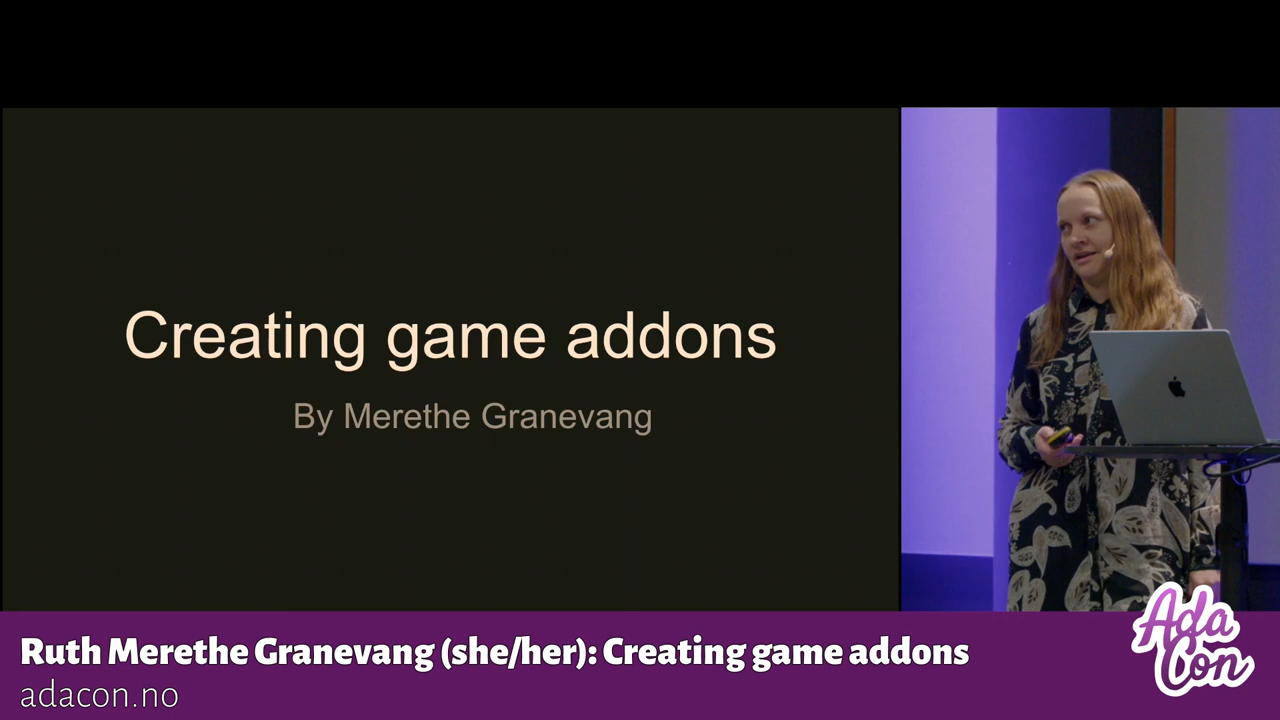 Creating game addons
By Merethe Granevang
Ruth Merethe Granevang (she/her): Creating game addons
adacon.no
Ada
Con